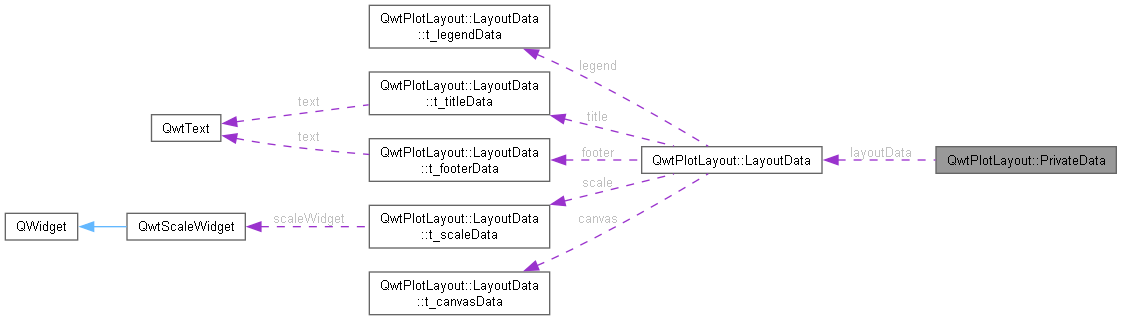 QwtPlotLayout::LayoutData
::t_legendData
legend
QwtPlotLayout::LayoutData
::t_titleData
text
title
QwtText
text
QwtPlotLayout::LayoutData
::t_footerData
footer
QwtPlotLayout::LayoutData
layoutData
QwtPlotLayout::PrivateData
scale
QWidget
QwtScaleWidget
scaleWidget
QwtPlotLayout::LayoutData
::t_scaleData
canvas
QwtPlotLayout::LayoutData
::t_canvasData